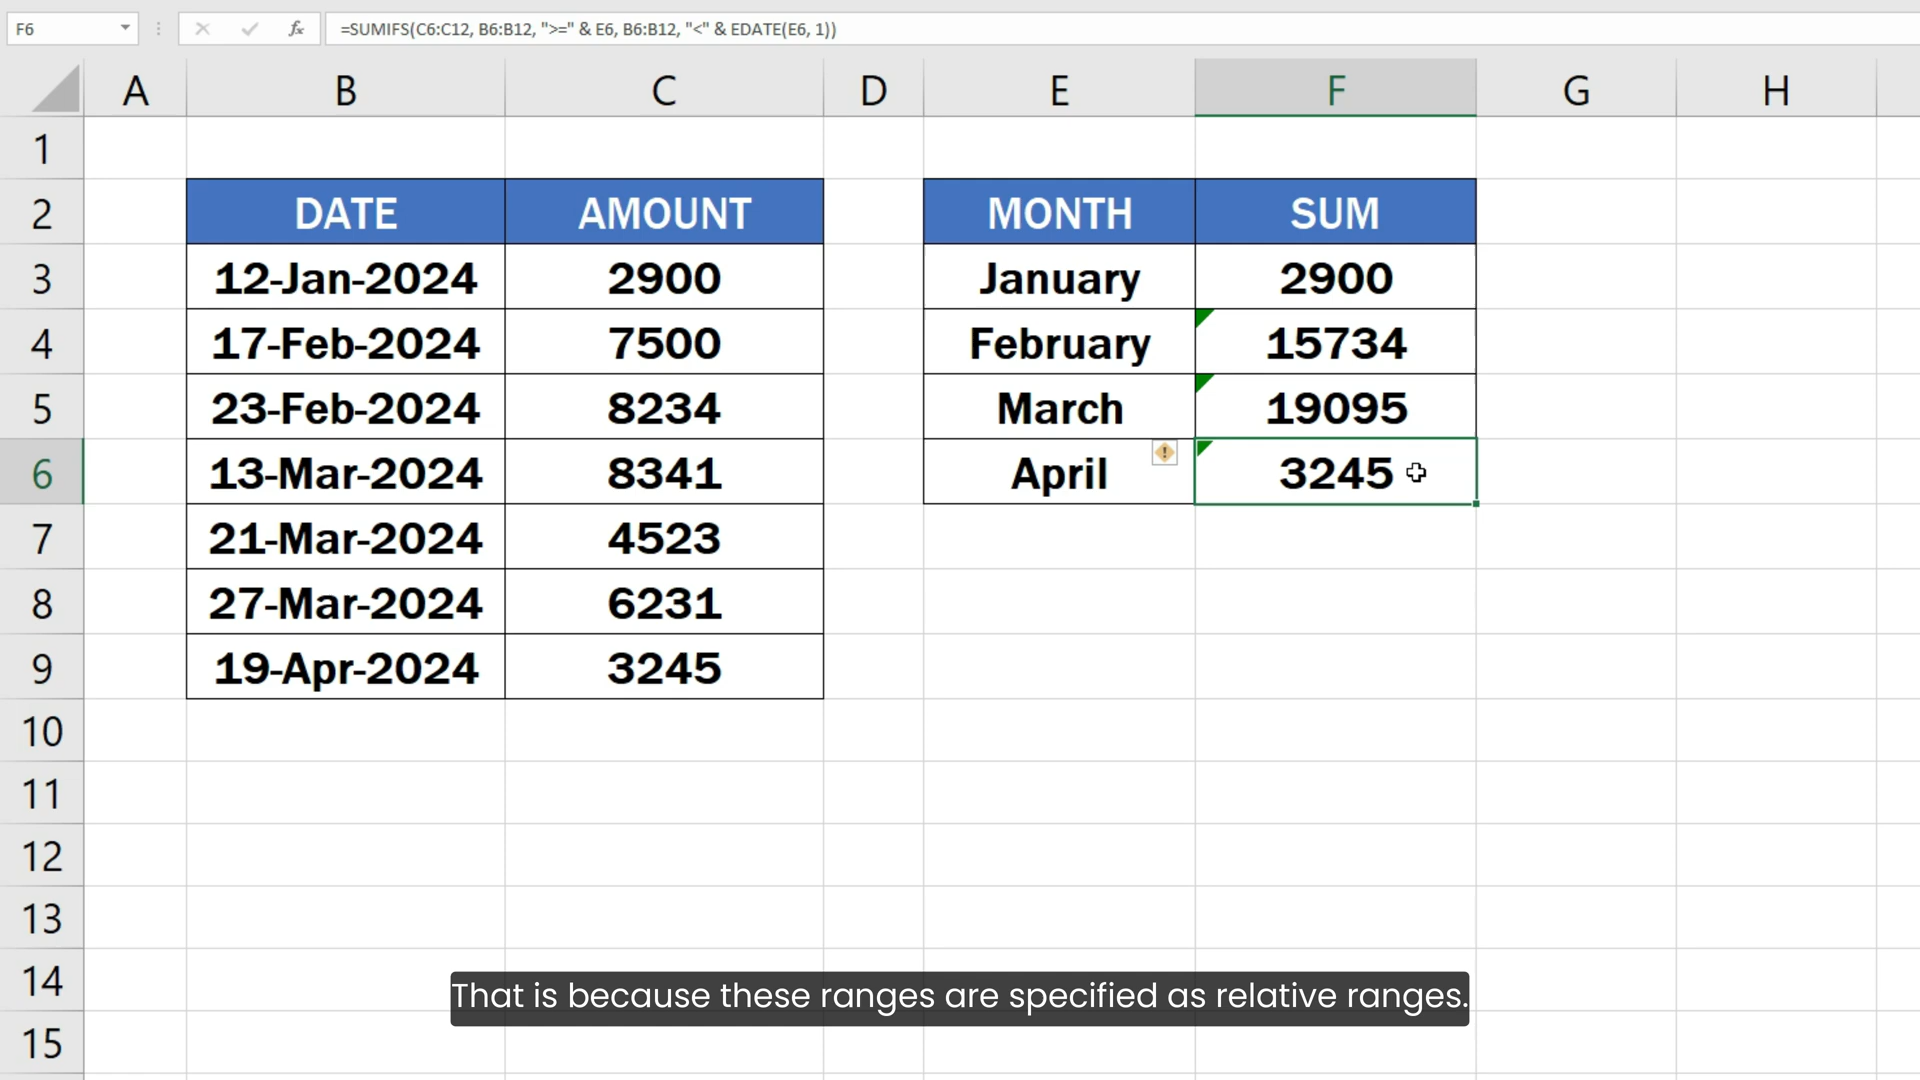 F6 fx =SUMIFS(C6:C12, B6:B12, ">=" & E6, B6:B12, "<" & EDATE(E6, 1))
A B C D E F G H
1
2 DATE AMOUNT MONTH SUM
3 12-Jan-2024 2900 January 2900
4 17-Feb-2024 7500 February 15734
5 23-Feb-2024 8234 March 19095
6 13-Mar-2024 8341 April 3245
7 21-Mar-2024 4523
8 27-Mar-2024 6231
9 19-Apr-2024 3245
10
11
12
13
14
That is because these ranges are specified as relative ranges.
15